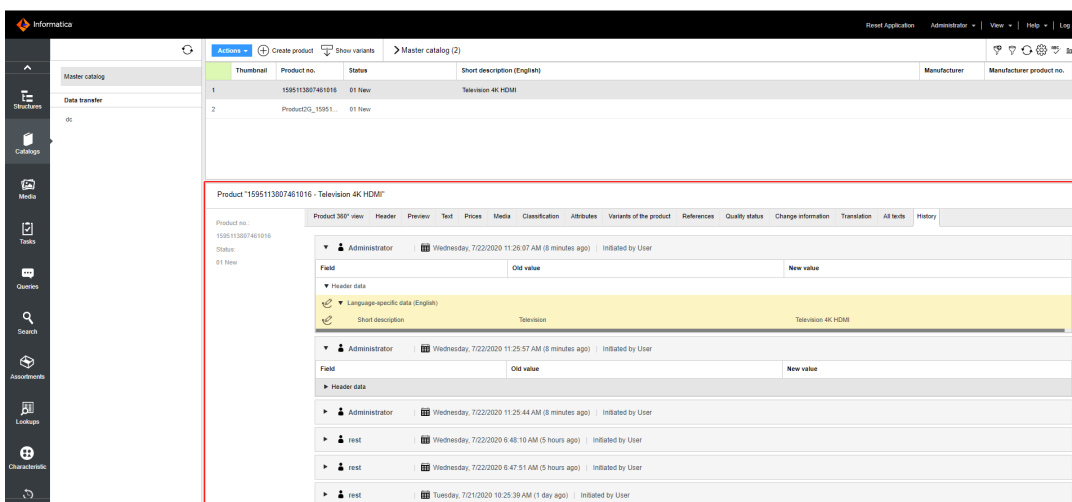 Informatica
Reset Application Administrator View Help Log
Actions Create product Show variants Master catalog (2)
Master catalog
Data transfer
dc
Structures
Catalogs
Media
Tasks
Queries
Search
Assortments
Lookups
Characteristic
Thumbnail Product no. Status Short description (English) Manufacturer Manufacturer product no.
1 1595113807461016 01 New Television 4K HDMI
2 Product2G_15951... 01 New
Product "1595113807461016 - Television 4K HDMI"
Product no.:
1595113807461016
Status:
01 New
Product 360° view Header Preview Text Prices Media Classification Attributes Variants of the product References Quality status Change information Translation All texts History
Administrator Wednesday, 7/22/2020 11:26:07 AM (8 minutes ago) Initiated by User
Field Old value New value
Header data
Language-specific data (English)
Short description Television Television 4K HDMI
Administrator Wednesday, 7/22/2020 11:25:57 AM (8 minutes ago) Initiated by User
Field Old value New value
Header data
Administrator Wednesday, 7/22/2020 11:25:44 AM (8 minutes ago) Initiated by User
rest Wednesday, 7/22/2020 6:48:10 AM (5 hours ago) Initiated by User
rest Wednesday, 7/22/2020 6:47:51 AM (5 hours ago) Initiated by User
rest Tuesday, 7/21/2020 10:25:39 AM (1 day ago) Initiated by User